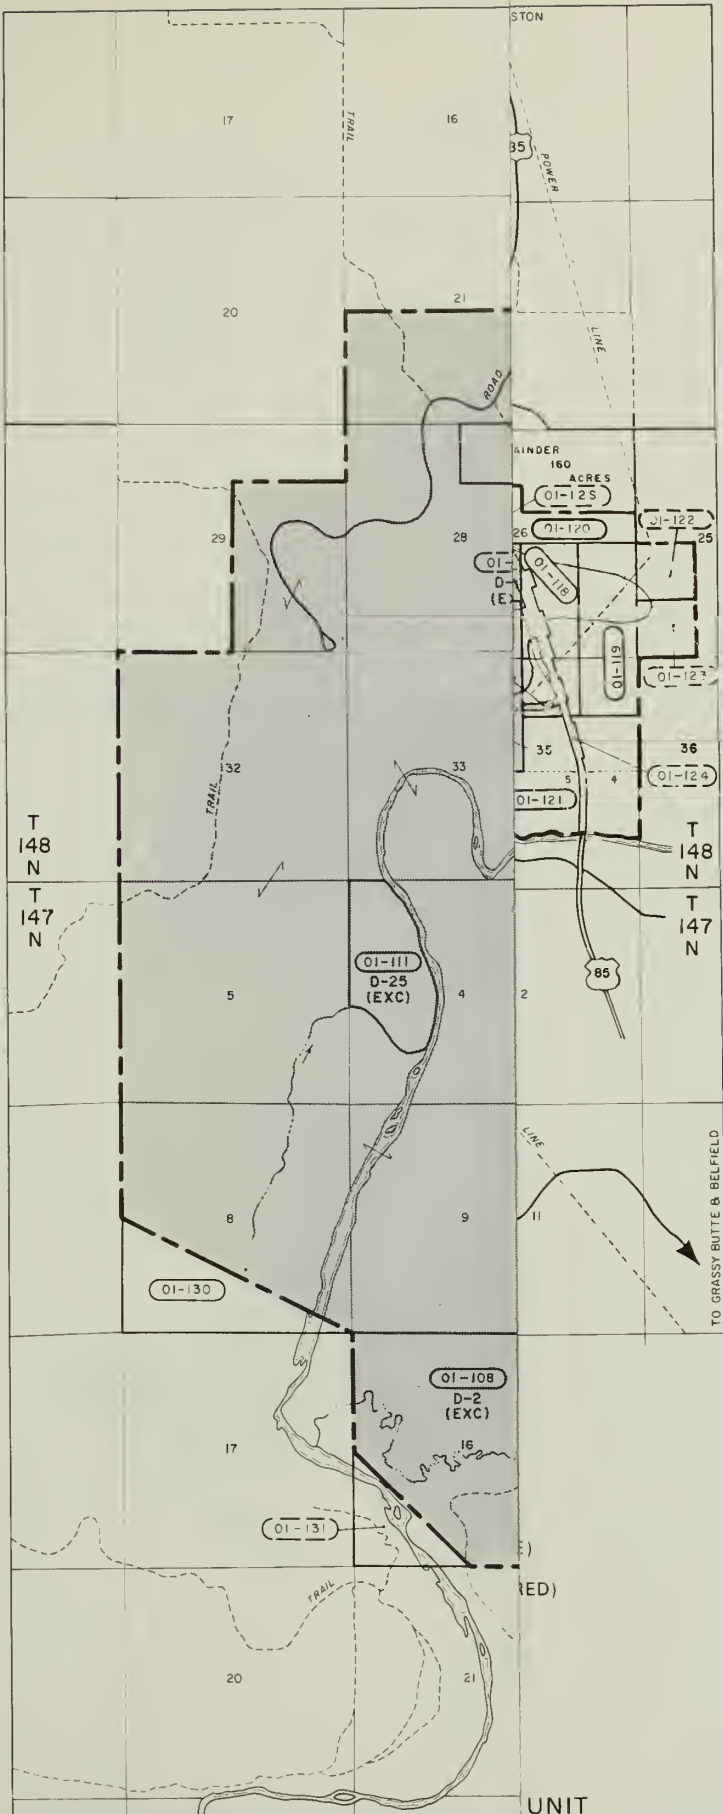 STON
17
TRAIL
16
35
POWER
20
21
LINE
ROAD
AINDER
160
ACRES
01-125
29
28
26
01-120
01-122
25
01-
D-
(E
01-118
01-119
01-123
32
33
35
36
TRAIL
5
4
01-124
01-121
T
148
N
T
148
N
T
147
N
T
147
N
01-111
D-25
(EXC)
5
4
2
85
LINE
8
9
11
TO GRASSY BUTTE & BELFIELD
01-130
01-108
D-2
(EXC)
17
16
01-131
E)
RED)
TRAIL
20
21
UNIT